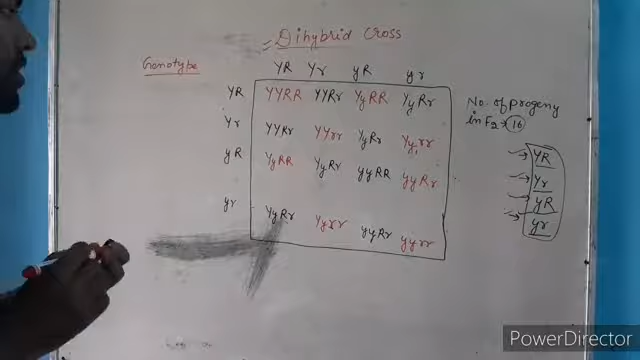 = Dihybrid Cross
Genotype
YR Yr yR yr
YR YYRR YYRr YyRR YyRr
Yr YYRr YYrr YyRr Yyrr
yR YyRR YyRr yyRR yyRr
yr YyRr Yyrr yyRr yyrr
No. of Progeny
in F2 → 16
→ YR
→ Yr
→ yR
→ yr
PowerDirector